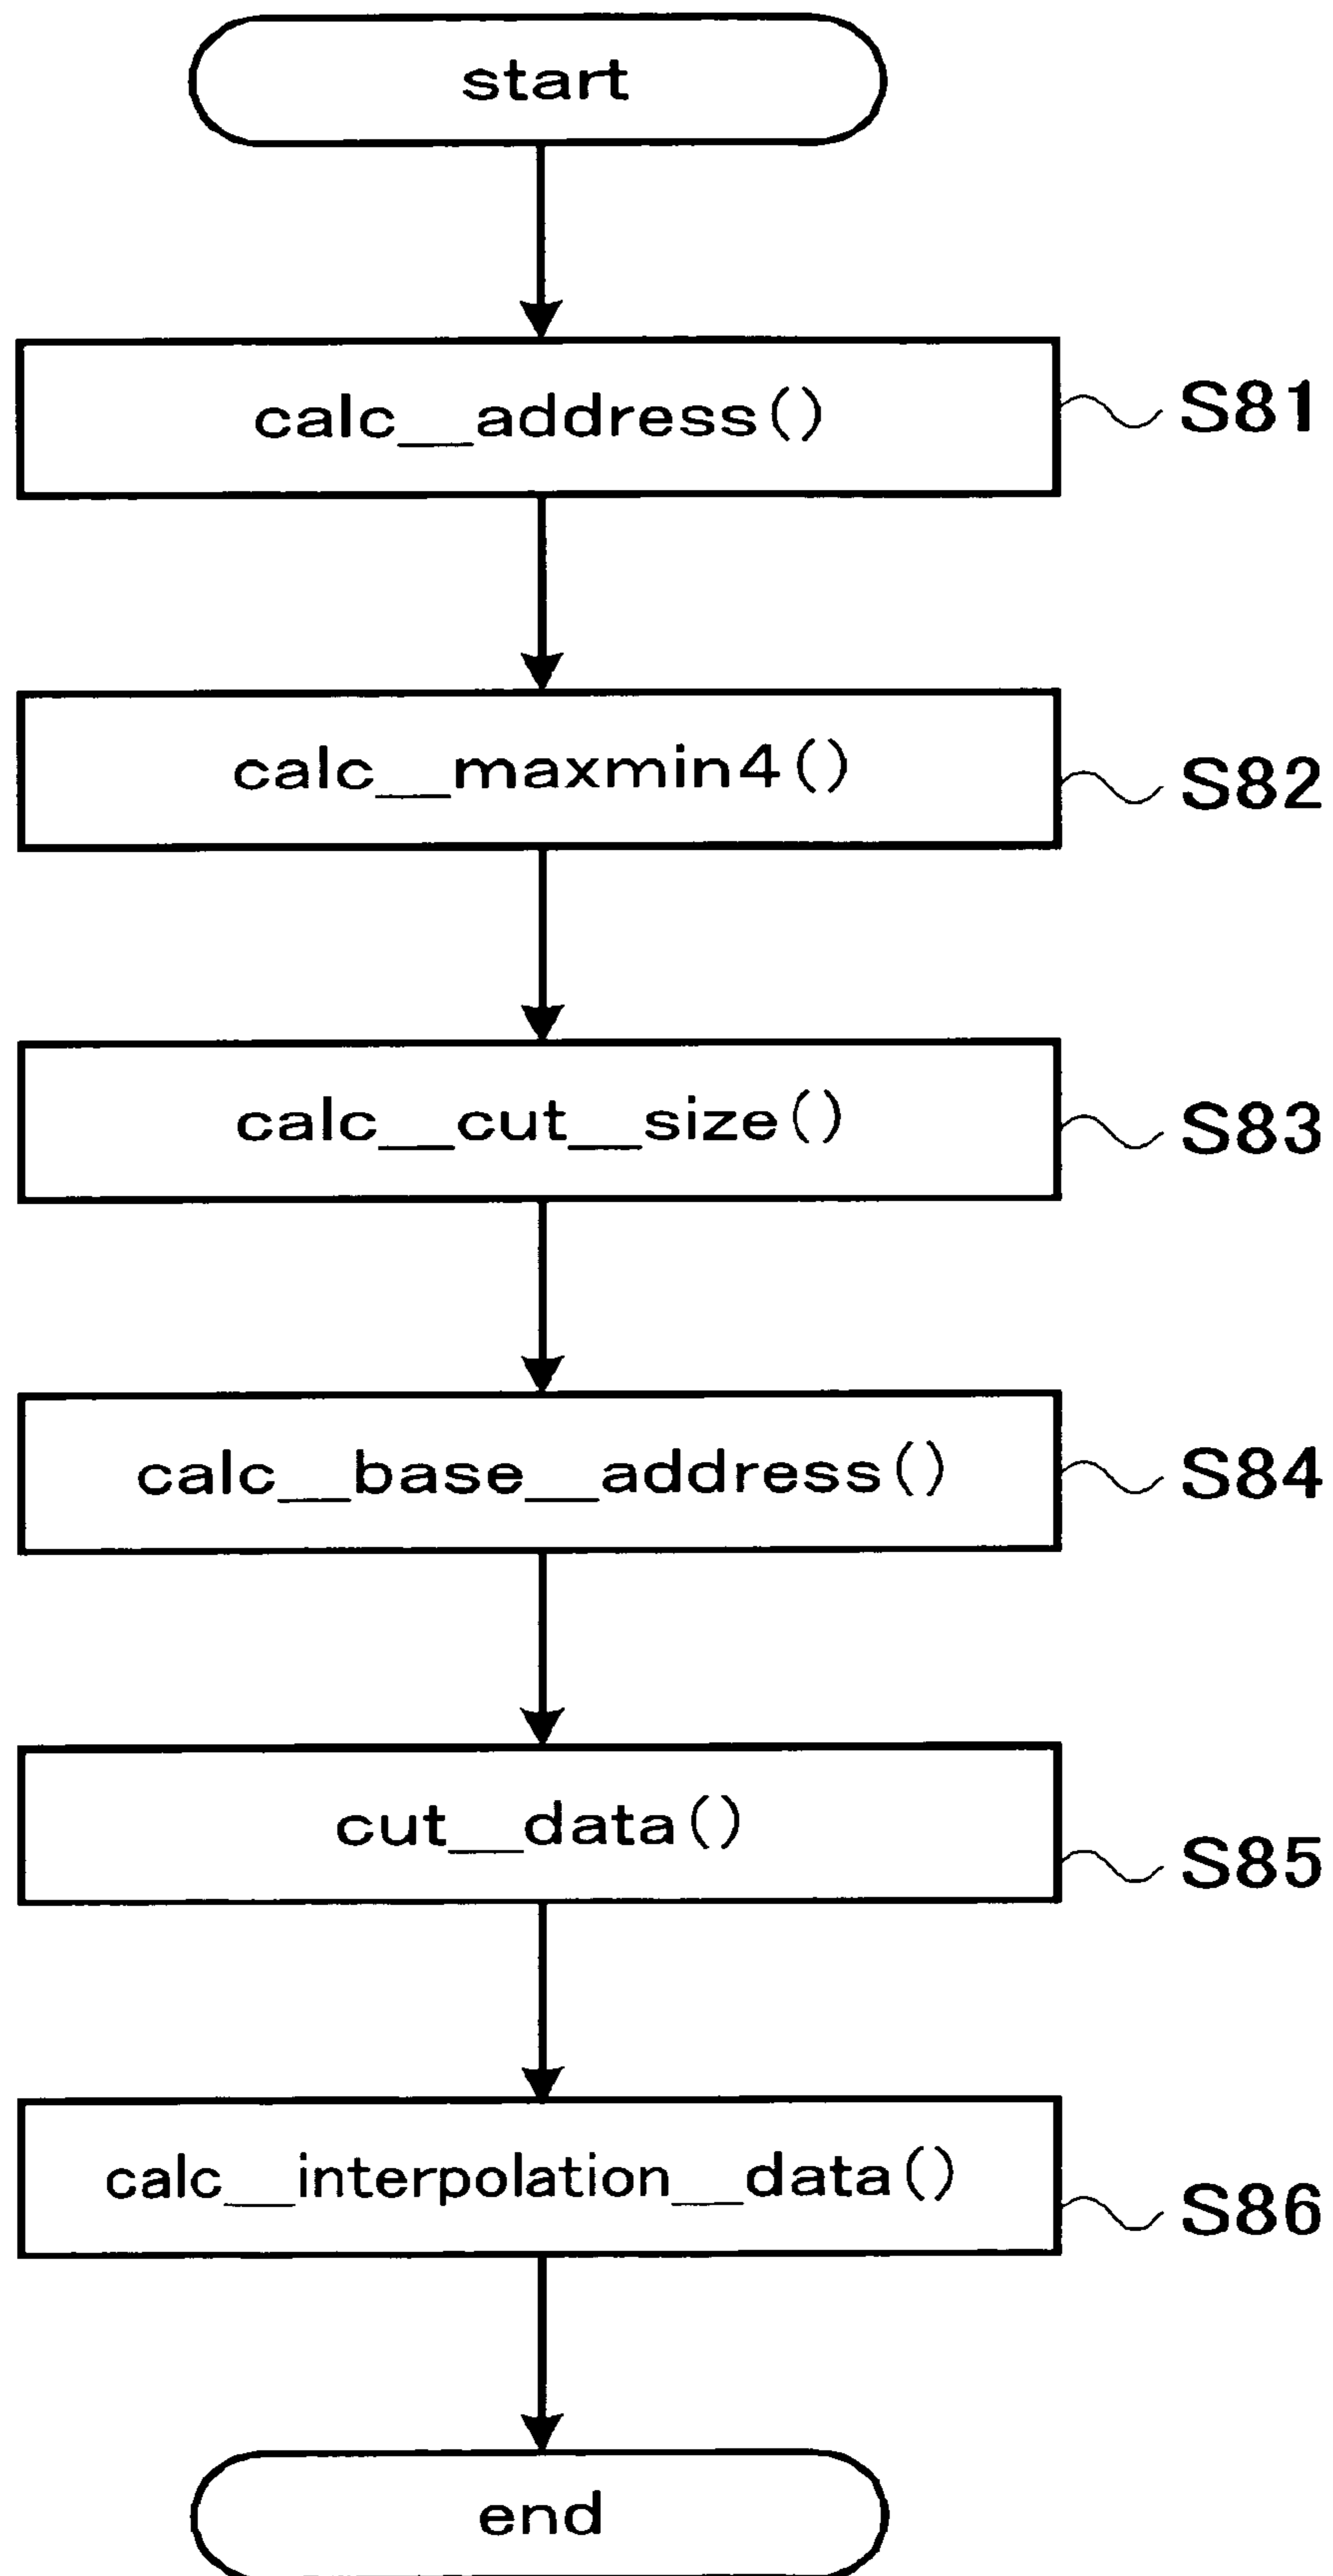 start
calc__address() S81
calc__maxmin4() S82
calc__cut__size() S83
calc__base__address() S84
cut__data() S85
calc__interpolation__data() S86
end